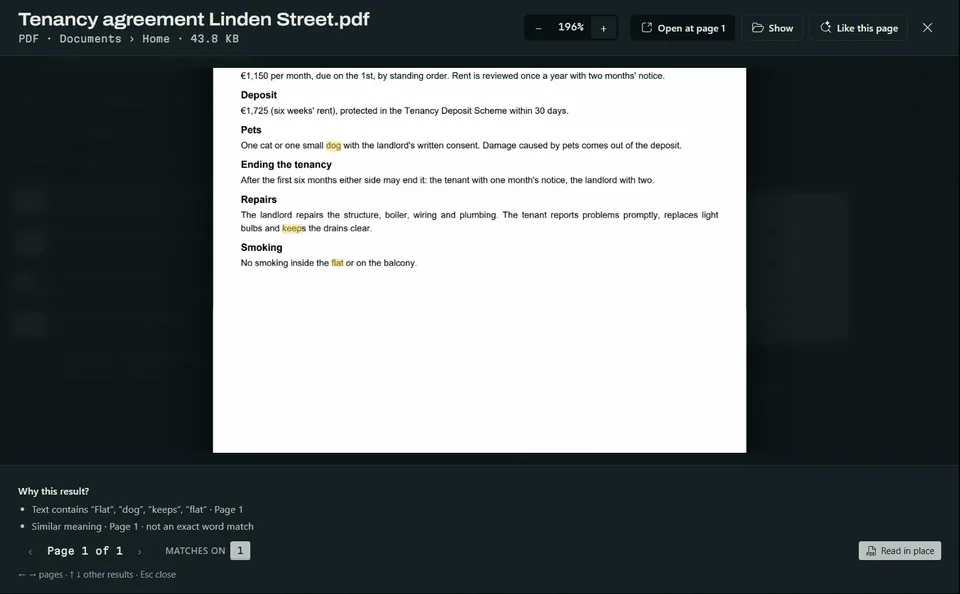 Tenancy agreement Linden Street.pdf
PDF · Documents › Home · 43.8 KB
– 196% +
Open at page 1
Show
Like this page
€1,150 per month, due on the 1st, by standing order. Rent is reviewed once a year with two months' notice.
Deposit
€1,725 (six weeks' rent), protected in the Tenancy Deposit Scheme within 30 days.
Pets
One cat or one small dog with the landlord's written consent. Damage caused by pets comes out of the deposit.
Ending the tenancy
After the first six months either side may end it: the tenant with one month's notice, the landlord with two.
Repairs
The landlord repairs the structure, boiler, wiring and plumbing. The tenant reports problems promptly, replaces light
bulbs and keeps the drains clear.
Smoking
No smoking inside the flat or on the balcony.
Why this result?
• Text contains “Flat”, “dog”, “keeps”, “flat” · Page 1
• Similar meaning · Page 1 · not an exact word match
‹ Page 1 of 1 › MATCHES ON 1
Read in place
← → pages · ↑ ↓ other results · Esc close